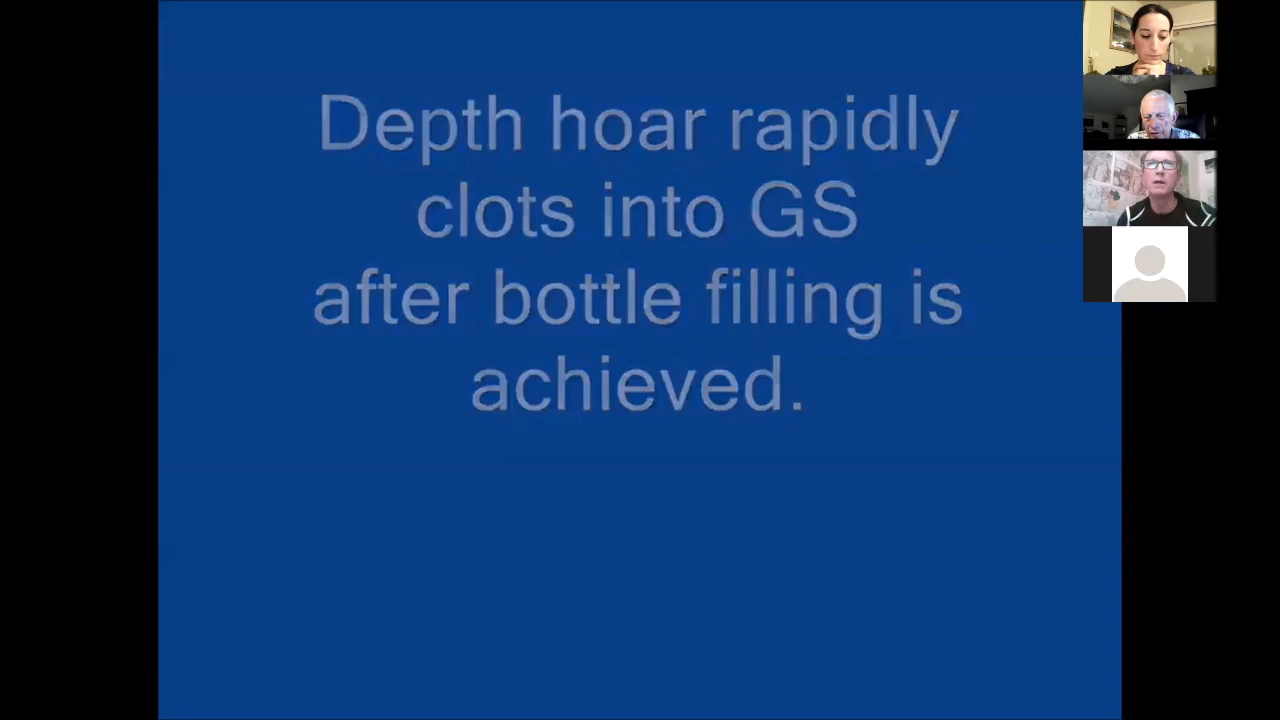 Depth hoar rapidly
clots into GS
after bottle filling is
achieved.